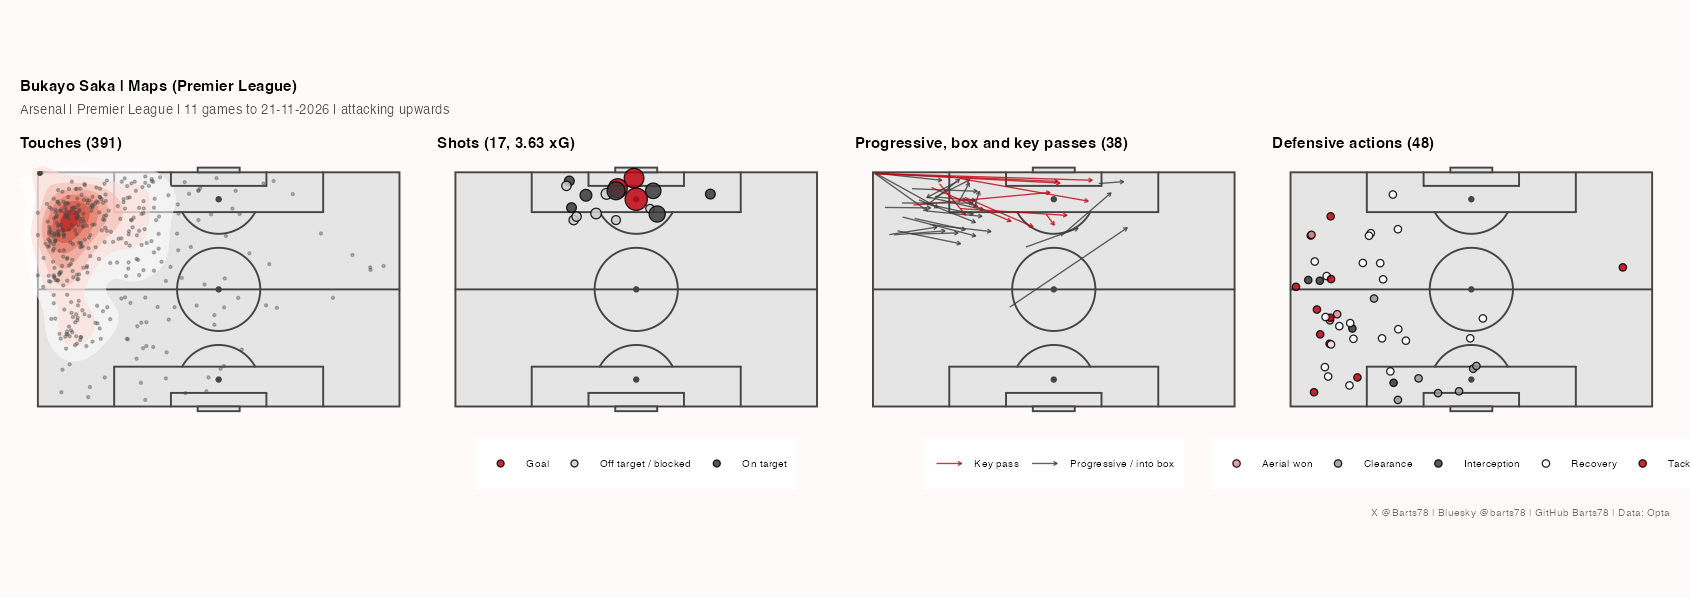 Bukayo Saka | Maps (Premier League)
Arsenal | Premier League | 11 games to 21-11-2026 | attacking upwards
Touches (391)
Shots (17, 3.63 xG)
Progressive, box and key passes (38)
Defensive actions (48)
Goal
Off target / blocked
On target
Key pass
Progressive / into box
Aerial won
Clearance
Interception
Recovery
Tack
X @Barts78 | Bluesky @barts78 | GitHub Barts78 | Data: Opta